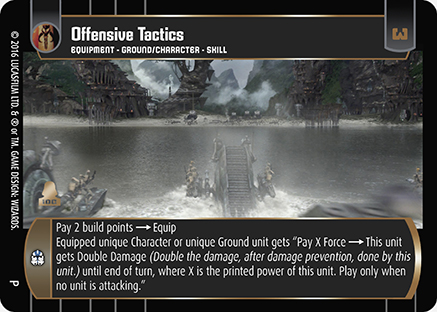 Offensive Tactics
EQUIPMENT - GROUND/CHARACTER - SKILL
3
© 2016 LUCASFILM LTD. & ® or TM. GAME DESIGN: WIZARDS.
Pay 2 build points → Equip
Equipped unique Character or unique Ground unit gets “Pay X Force → This unit
gets Double Damage (Double the damage, after damage prevention, done by this
unit.) until end of turn, where X is the printed power of this unit. Play only when
no unit is attacking.”
P